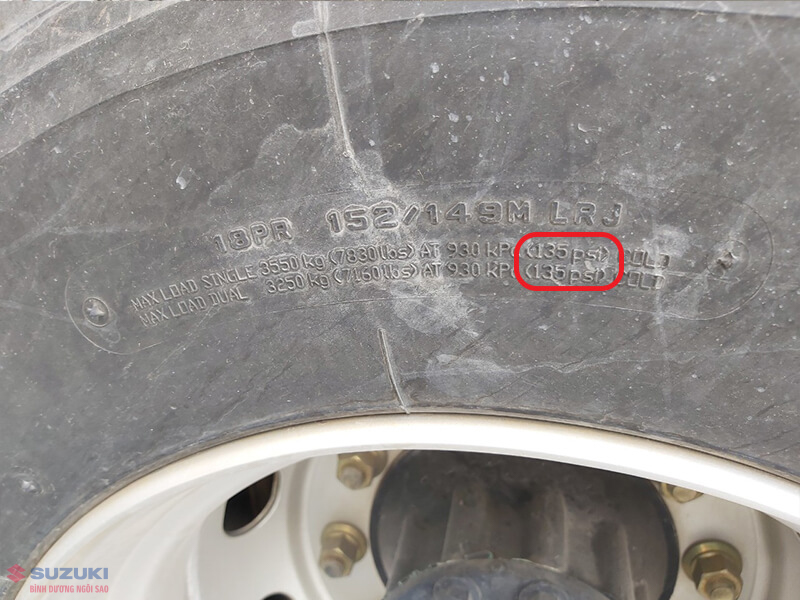 18PR 152/149M LRJ
MAX LOAD SINGLE 3550 kg (7830 lbs) AT 930 KPa (135 psi) COLD
MAX LOAD DUAL 3250 kg (7160 lbs) AT 930 KPa (135 psi) COLD
SUZUKI
BÌNH DƯƠNG NGÔI SAO